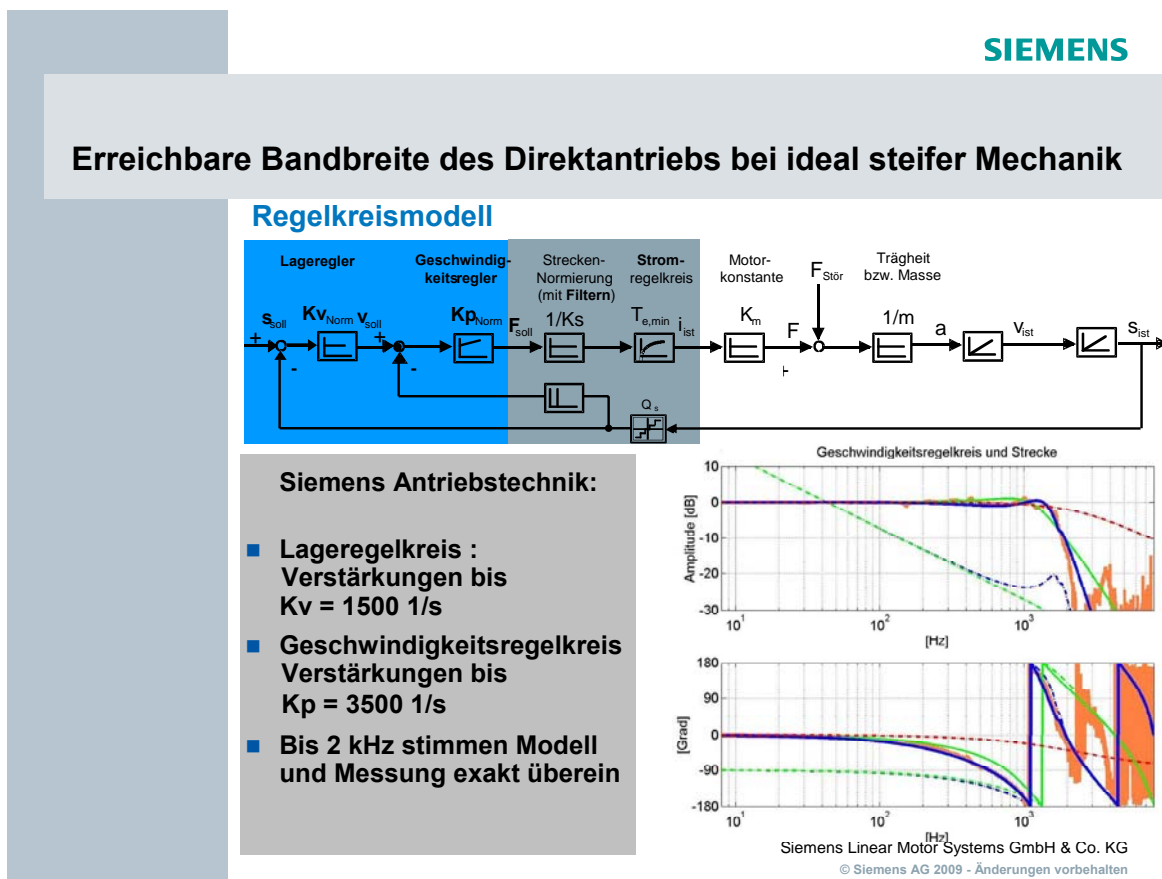 SIEMENS
Erreichbare Bandbreite des Direktantriebs bei ideal steifer Mechanik
Regelkreismodell
Lageregler
Geschwindig-
keitsregler
Strecken-
Normierung
(mit Filtern)
Strom-
regelkreis
Motor-
konstante
FStör
Trägheit
bzw. Masse
ssoll
KvNorm
vsoll
KpNorm
Fsoll
1/Ks
Te,min
iist
Km
F
1/m
a
vist
sist
+
-
+
-
Qs
Siemens Antriebstechnik:
Lageregelkreis :
Verstärkungen bis
Kv = 1500 1/s
Geschwindigkeitsregelkreis
Verstärkungen bis
Kp = 3500 1/s
Bis 2 kHz stimmen Modell
und Messung exakt überein
Geschwindigkeitsregelkreis und Strecke
Amplitude [dB]
10
0
-10
-20
-30
10¹ 10² 10³
[Hz]
[Grad]
180
90
0
-90
-180
10¹ 10² 10³
[Hz]
Siemens Linear Motor Systems GmbH & Co. KG
© Siemens AG 2009 - Änderungen vorbehalten